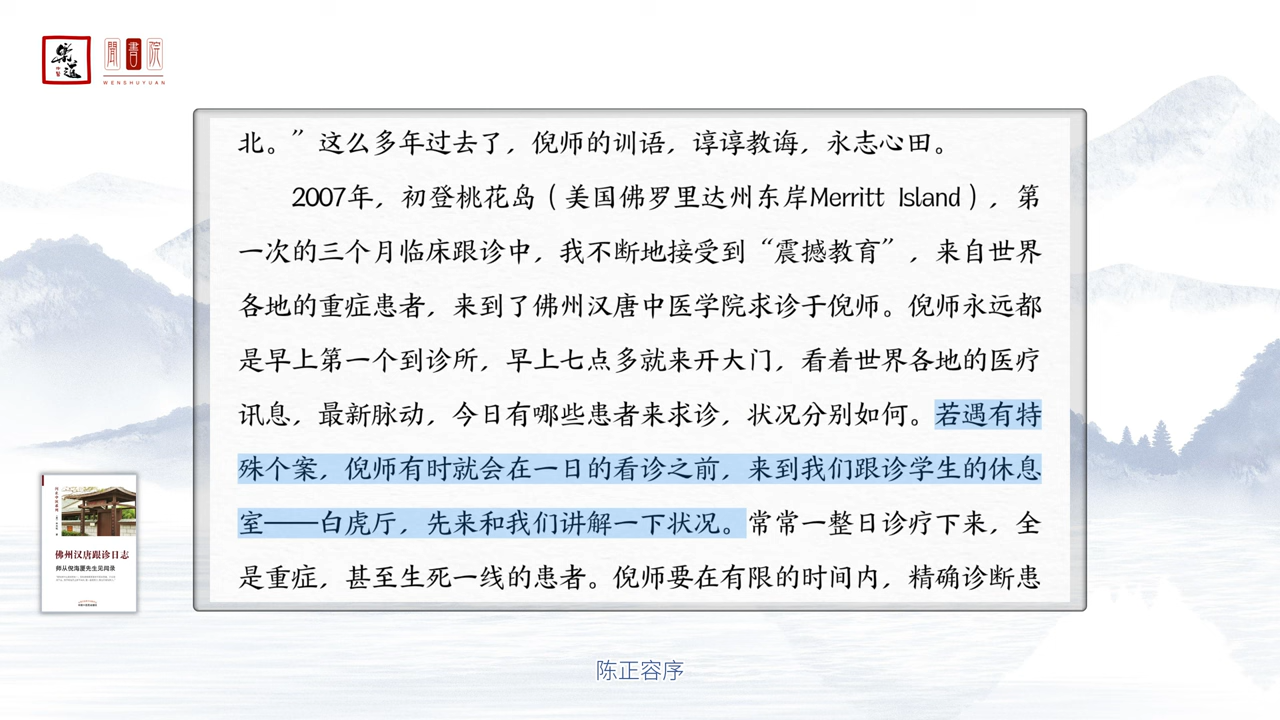 樂道
聞書院
WENSHUYUAN
北。”这么多年过去了，倪师的训语，谆谆教诲，永志心田。
2007年，初登桃花岛（美国佛罗里达州东岸Merritt Island），第
一次的三个月临床跟诊中，我不断地接受到“震撼教育”，来自世界
各地的重症患者，来到了佛州汉唐中医学院求诊于倪师。倪师永远都
是早上第一个到诊所，早上七点多就来开大门，看着世界各地的医疗
讯息，最新脉动，今日有哪些患者来求诊，状况分别如何。若遇有特
殊个案，倪师有时就会在一日的看诊之前，来到我们跟诊学生的休息
室——白虎厅，先来和我们讲解一下状况。常常一整日诊疗下来，全
是重症，甚至生死一线的患者。倪师要在有限的时间内，精确诊断患
佛州汉唐跟诊日志
师从倪海厦先生见闻录
陈正容序